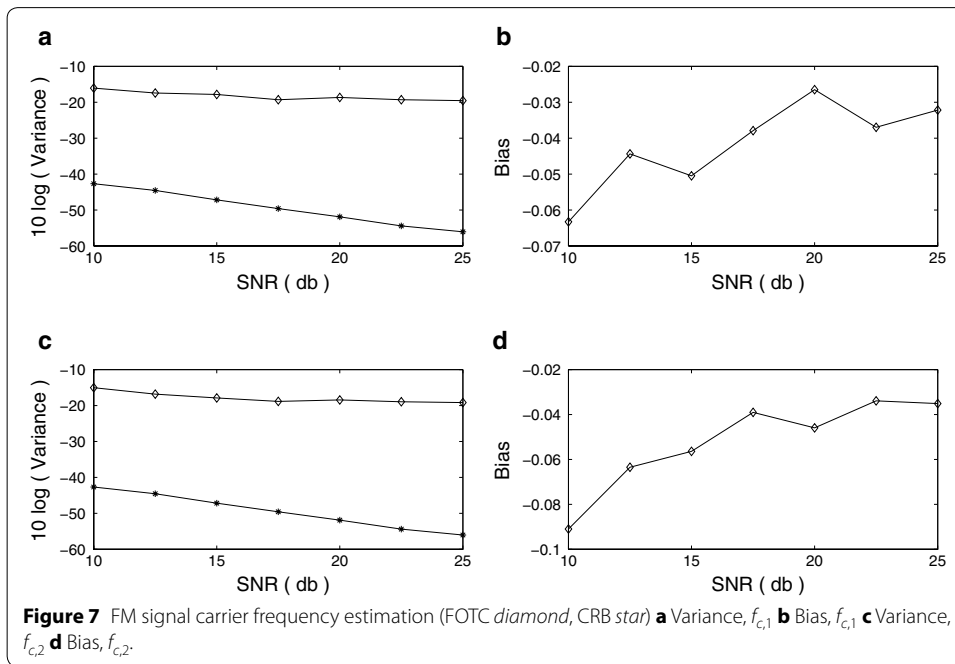 a
−10
−20
−30
−40
−50
−60
10 log ( Variance )
10 15 20 25
SNR ( db )
b
−0.02
−0.03
−0.04
−0.05
−0.06
−0.07
Bias
10 15 20 25
SNR ( db )
c
−10
−20
−30
−40
−50
−60
10 log ( Variance )
10 15 20 25
SNR ( db )
d
−0.02
−0.04
−0.06
−0.08
−0.1
Bias
10 15 20 25
SNR ( db )
Figure 7 FM signal carrier frequency estimation (FOTC diamond, CRB star) a Variance, f_{c,1} b Bias, f_{c,1} c Variance,
f_{c,2} d Bias, f_{c,2}.